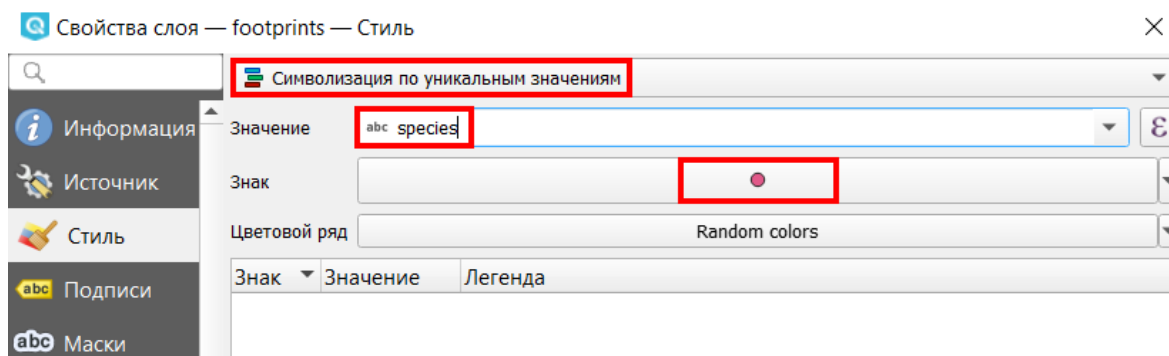 Свойства слоя — footprints — Стиль
Символизация по уникальным значениям
Информация
Значение abc species ε
Источник
Знак
Стиль
Цветовой ряд Random colors
Знак Значение Легенда
abc Подписи
abc Маски